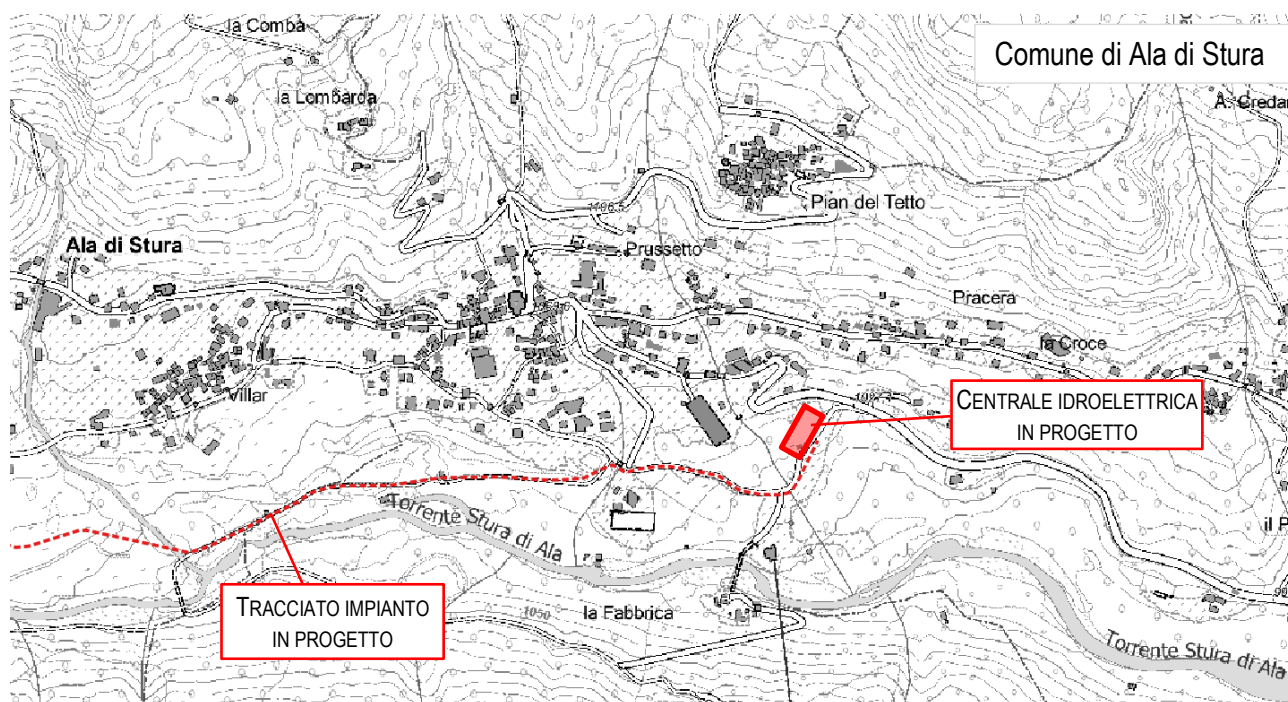 la Comba
Comune di Ala di Stura
la Lombarda
Pian del Tetto
Ala di Stura
Prussetto
Pracera
la Croce
Villar
CENTRALE IDROELETTRICA
IN PROGETTO
Torrente Stura di Ala
TRACCIATO IMPIANTO
IN PROGETTO
1050
la Fabbrica
Torrente Stura di Ala